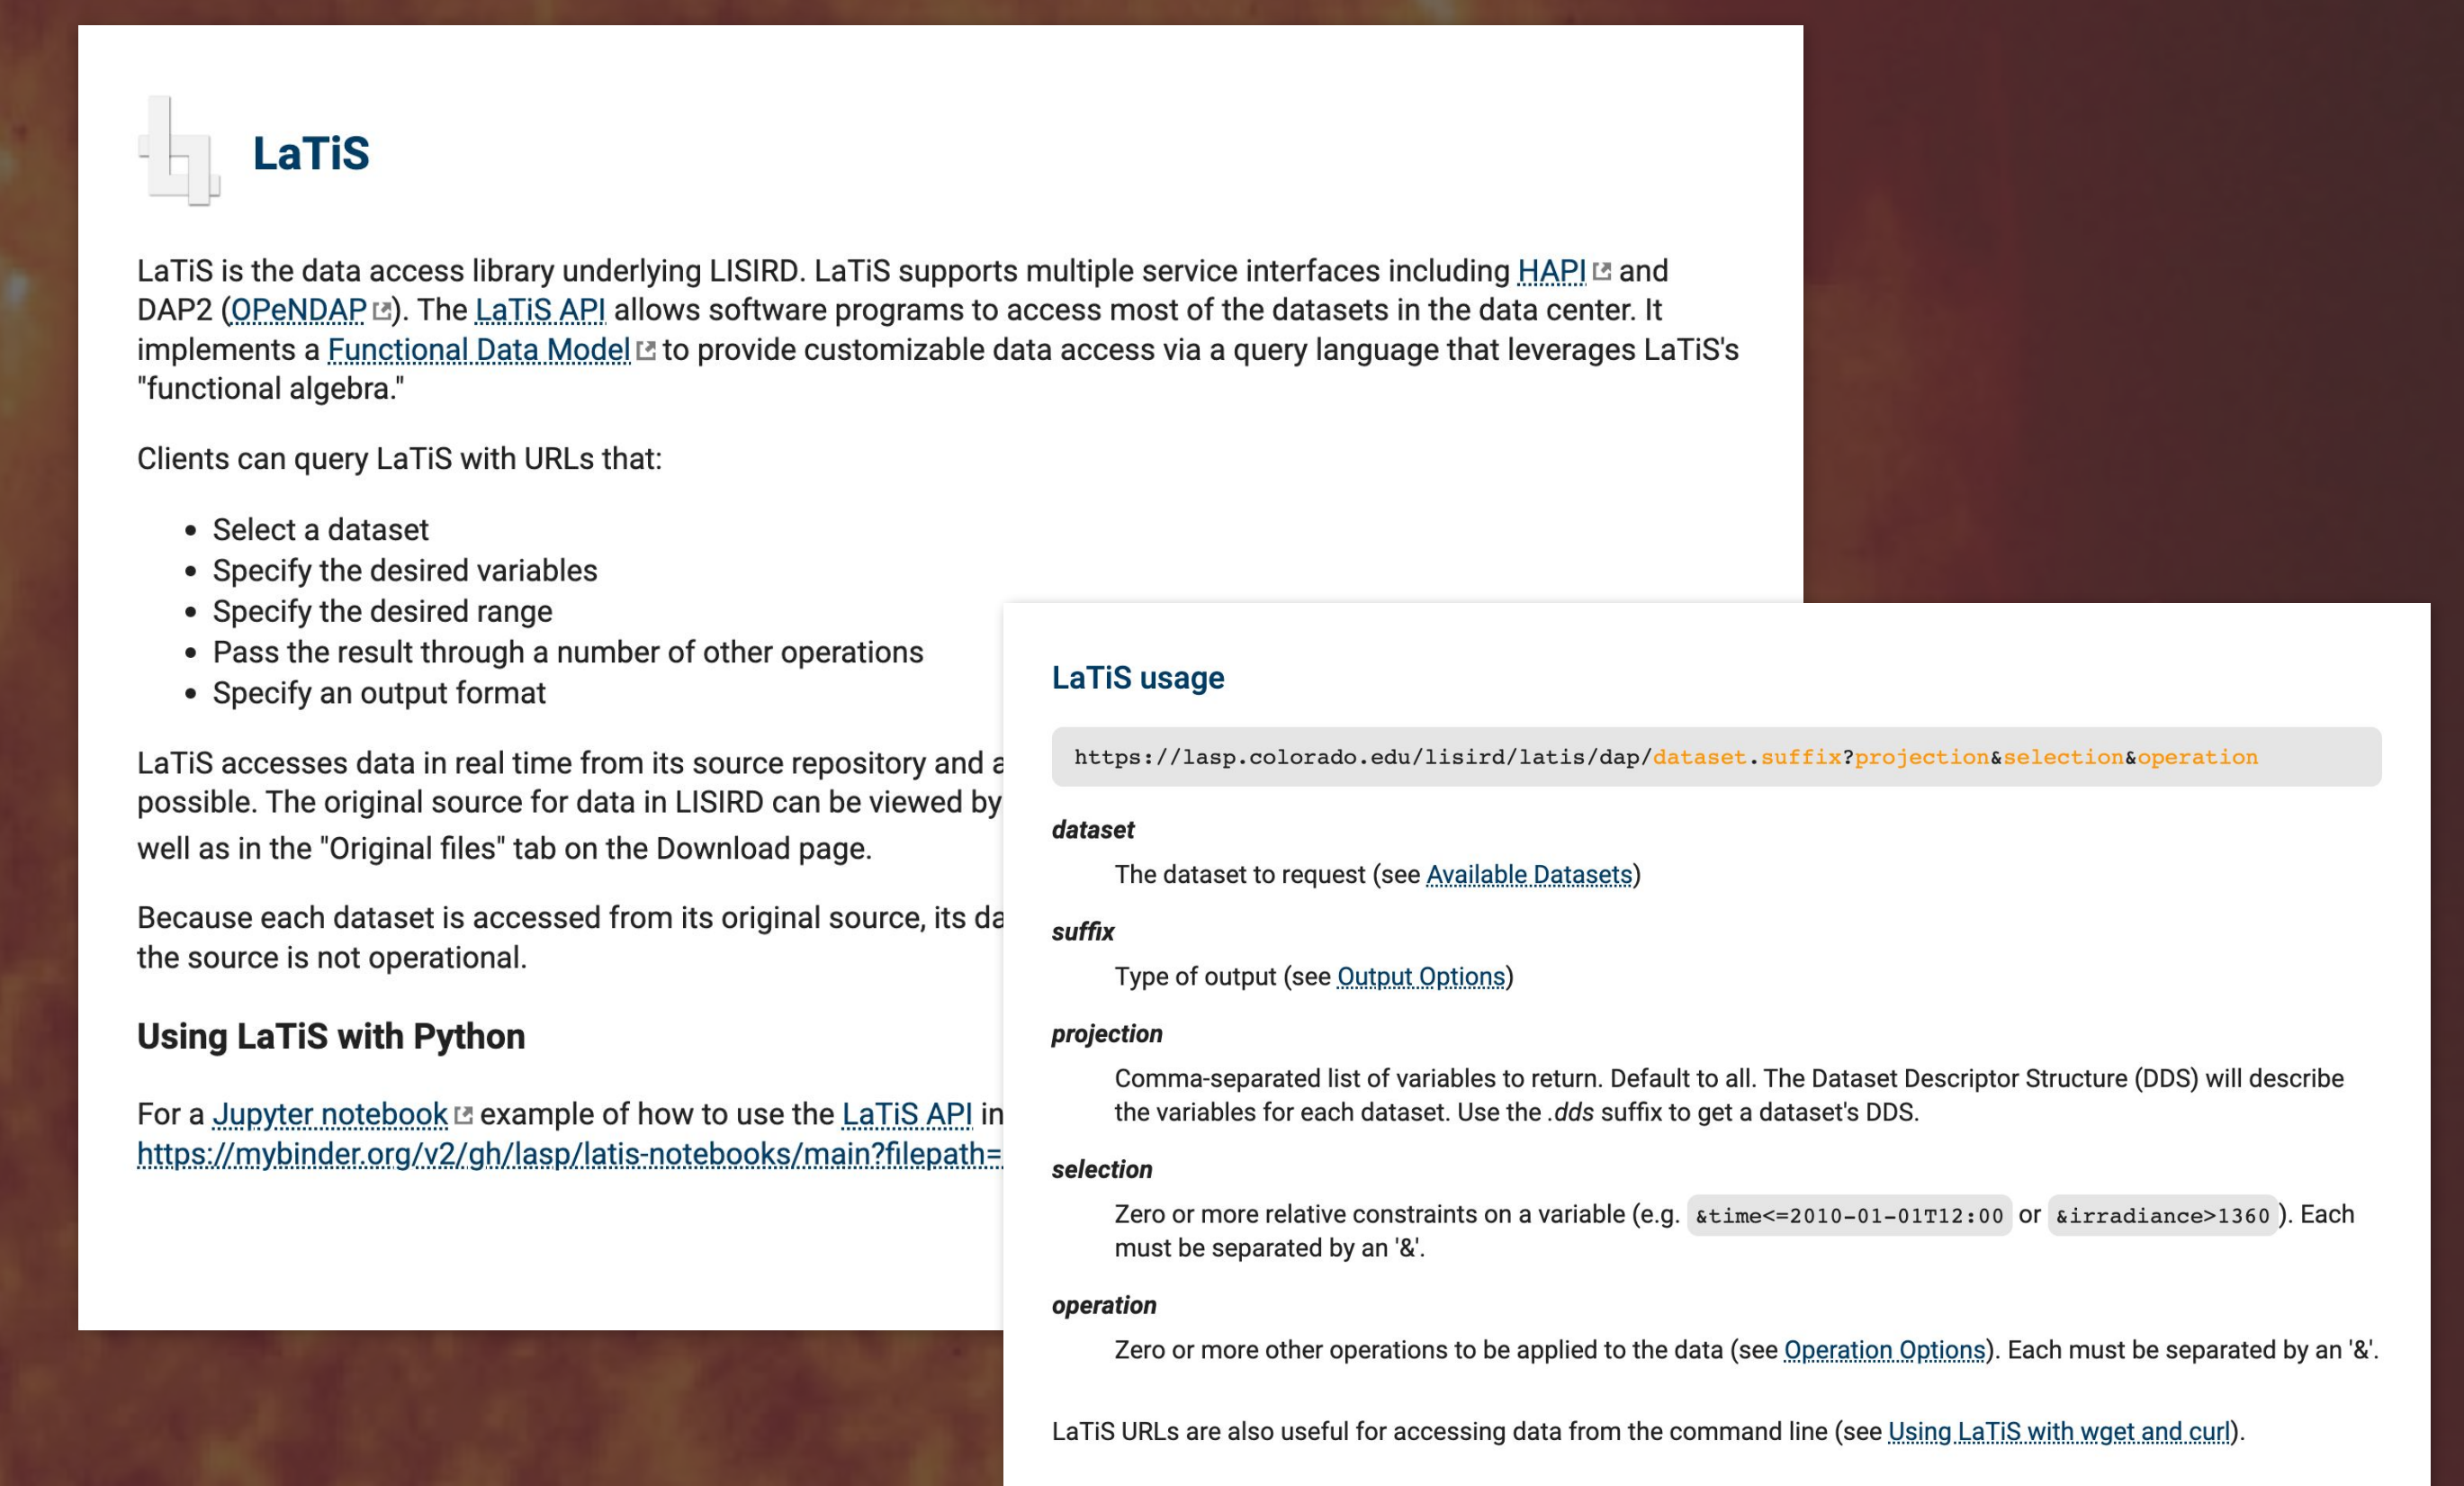 LaTiS
LaTiS is the data access library underlying LISIRD. LaTiS supports multiple service interfaces including HAPI and
DAP2 (OPeNDAP). The LaTiS API allows software programs to access most of the datasets in the data center. It
implements a Functional Data Model to provide customizable data access via a query language that leverages LaTiS's
"functional algebra."
Clients can query LaTiS with URLs that:
• Select a dataset
• Specify the desired variables
• Specify the desired range
• Pass the result through a number of other operations
• Specify an output format
LaTiS accesses data in real time from its source repository and
possible. The original source for data in LISIRD can be viewed by
well as in the "Original files" tab on the Download page.
Because each dataset is accessed from its original source, its
the source is not operational.
Using LaTiS with Python
For a Jupyter notebook example of how to use the LaTiS API in
https://mybinder.org/v2/gh/lasp/latis-notebooks/main?filepath=
LaTiS usage
https://lasp.colorado.edu/lisird/latis/dap/dataset.suffix?projection&selection&operation
dataset
The dataset to request (see Available Datasets)
suffix
Type of output (see Output Options)
projection
Comma-separated list of variables to return. Default to all. The Dataset Descriptor Structure (DDS) will describe
the variables for each dataset. Use the .dds suffix to get a dataset's DDS.
selection
Zero or more relative constraints on a variable (e.g. &time<=2010-01-01T12:00 or &irradiance>1360). Each
must be separated by an '&'.
operation
Zero or more other operations to be applied to the data (see Operation Options). Each must be separated by an '&'.
LaTiS URLs are also useful for accessing data from the command line (see Using LaTiS with wget and curl).